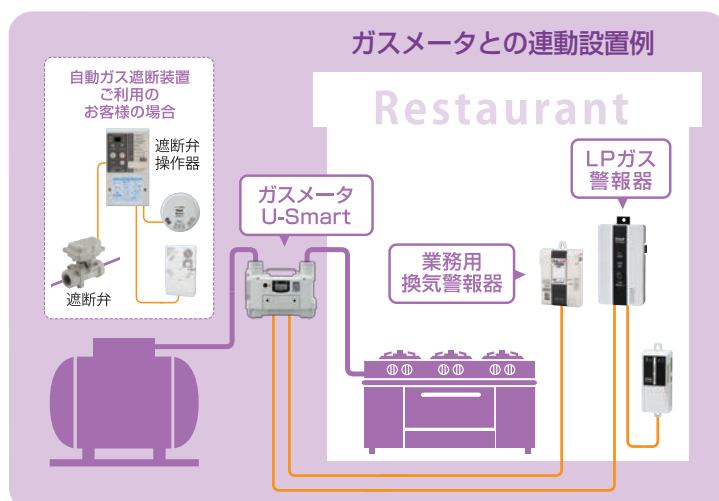 ガスメータとの連動設置例
自動ガス遮断装置
ご利用の
お客様の場合
遮断弁
操作器
遮断弁
Restaurant
ガスメータ
U-Smart
業務用
換気警報器
LPガス
警報器